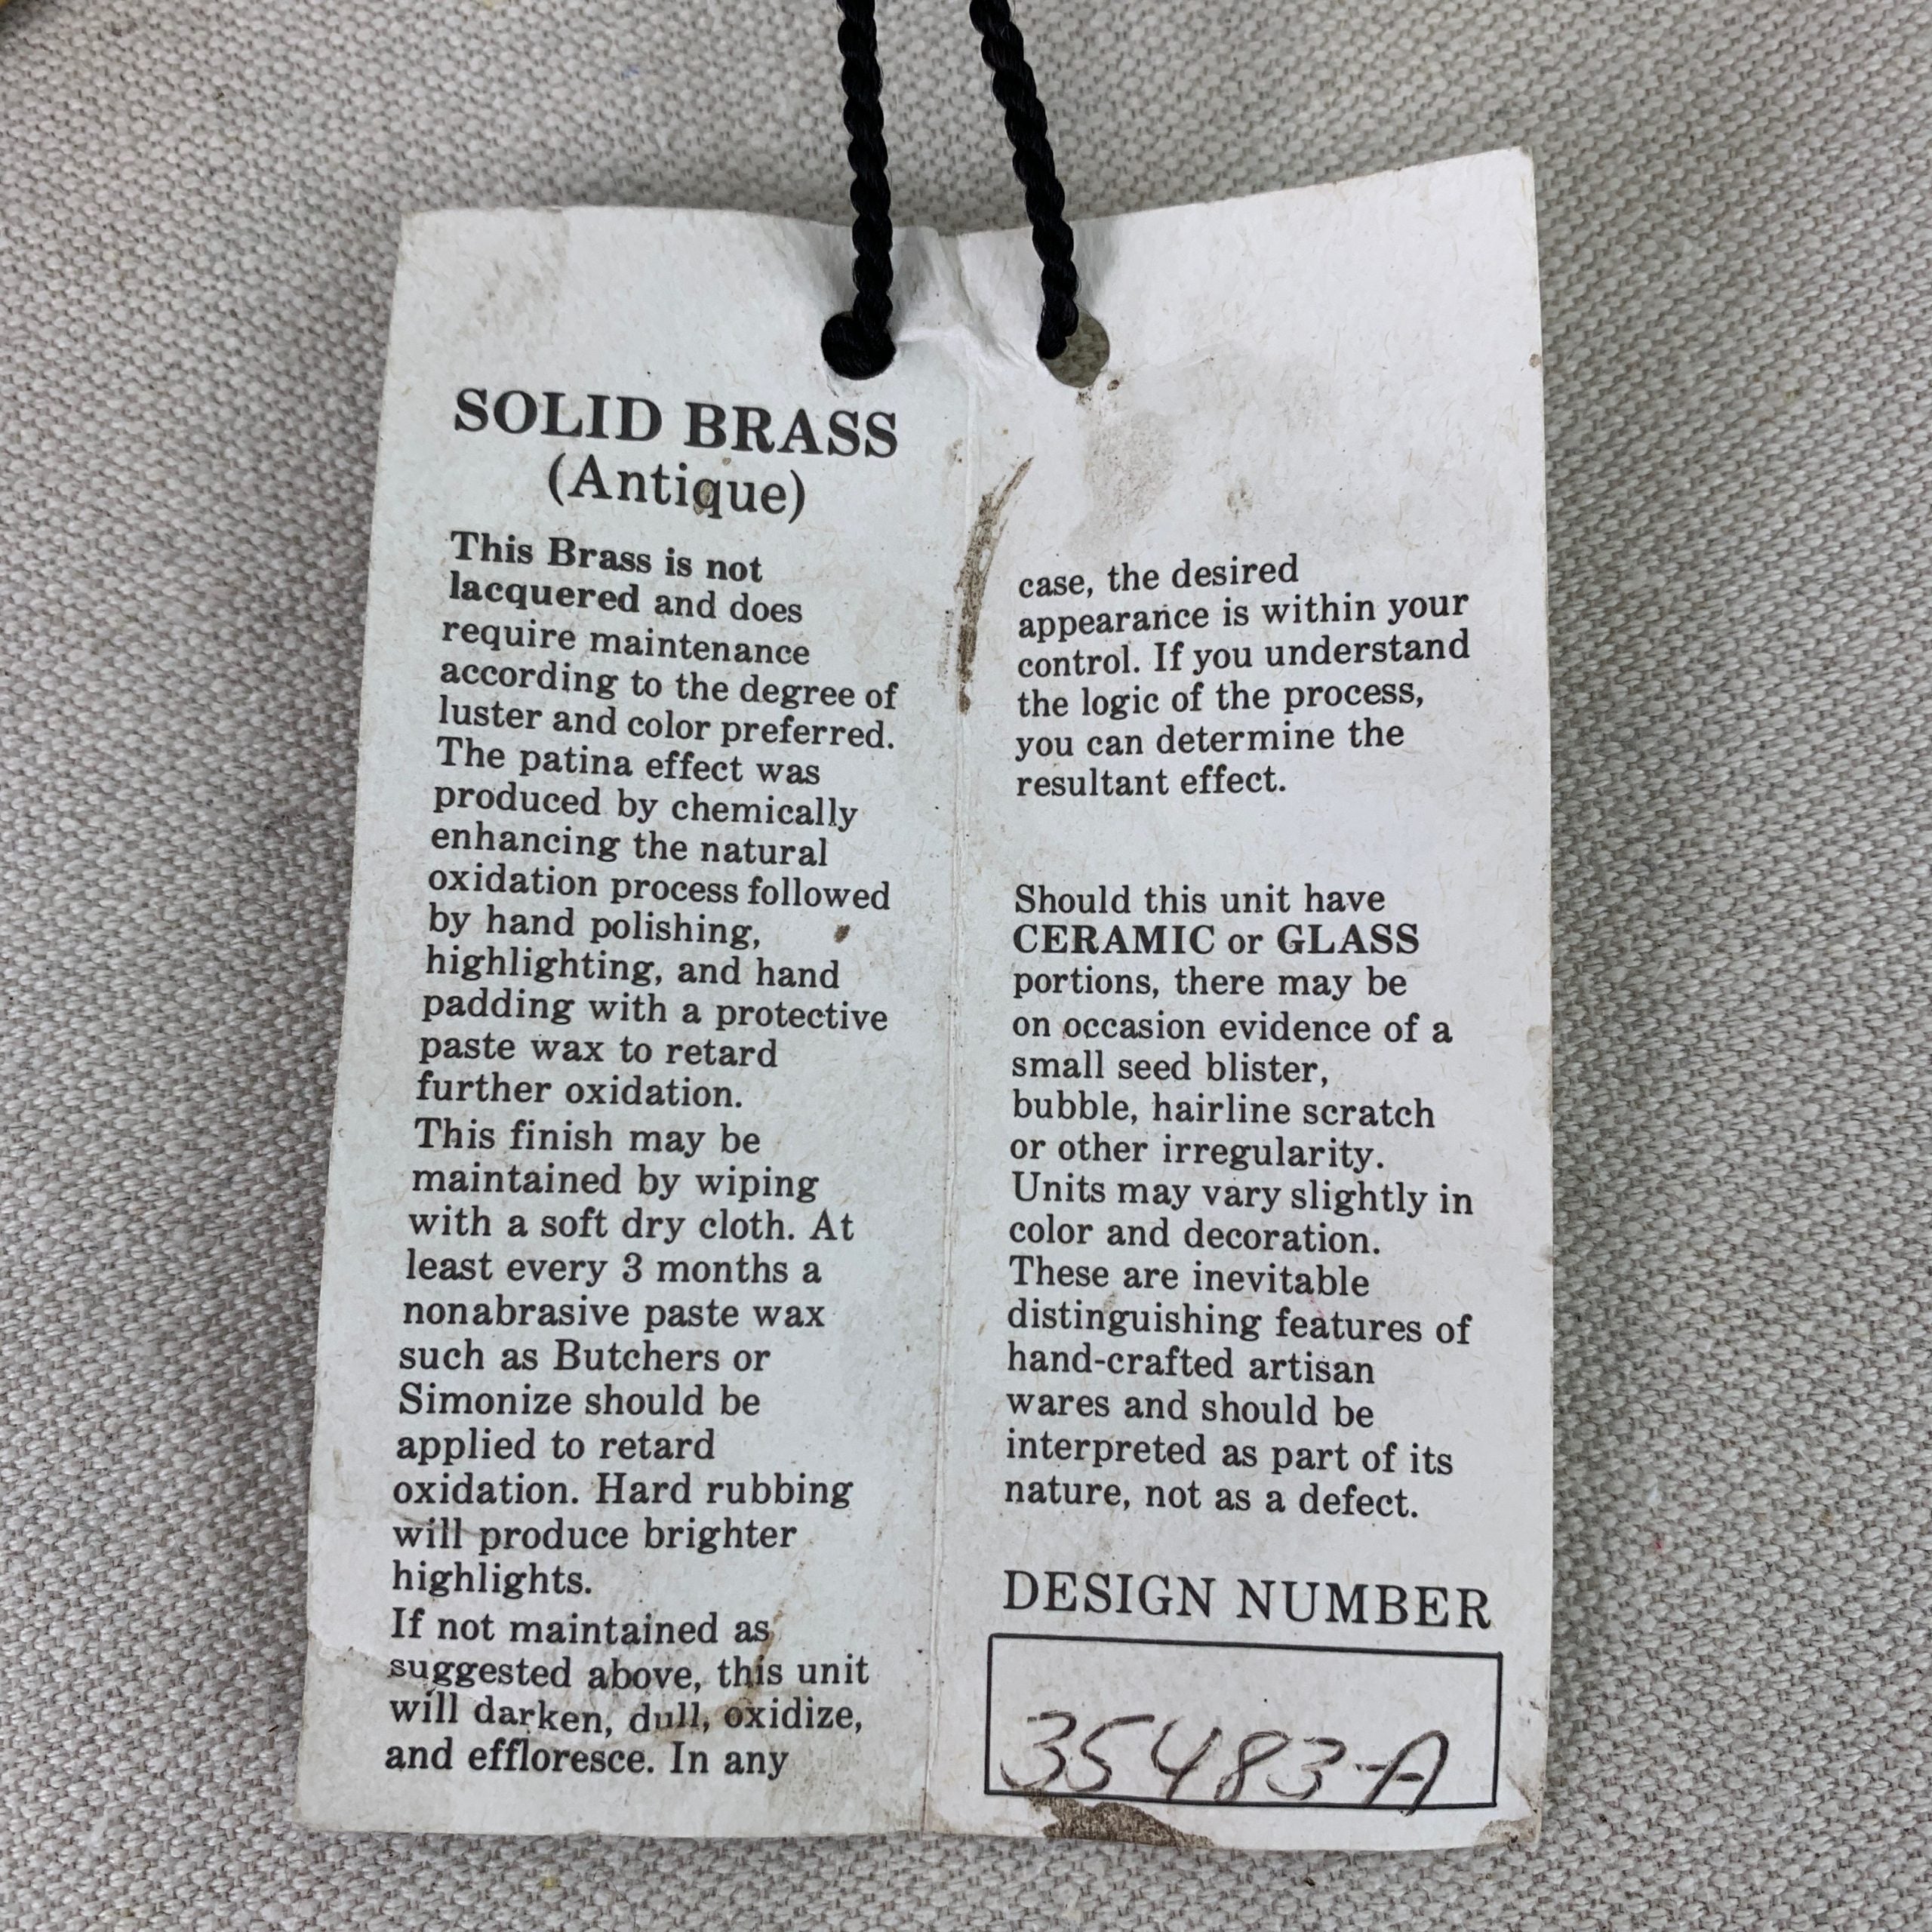 SOLID BRASS
(Antique)
This Brass is not
lacquered and does
require maintenance
according to the degree of
luster and color preferred.
The patina effect was
produced by chemically
enhancing the natural
oxidation process followed
by hand polishing,
highlighting, and hand
padding with a protective
paste wax to retard
further oxidation.
This finish may be
maintained by wiping
with a soft dry cloth. At
least every 3 months a
nonabrasive paste wax
such as Butchers or
Simonize should be
applied to retard
oxidation. Hard rubbing
will produce brighter
highlights.
If not maintained as
suggested above, this unit
will darken, dull, oxidize,
and effloresce. In any
case, the desired
appearance is within your
control. If you understand
the logic of the process,
you can determine the
resultant effect.
Should this unit have
CERAMIC or GLASS
portions, there may be
on occasion evidence of a
small seed blister,
bubble, hairline scratch
or other irregularity.
Units may vary slightly in
color and decoration.
These are inevitable
distinguishing features of
hand-crafted artisan
wares and should be
interpreted as part of its
nature, not as a defect.
DESIGN NUMBER
35483-A